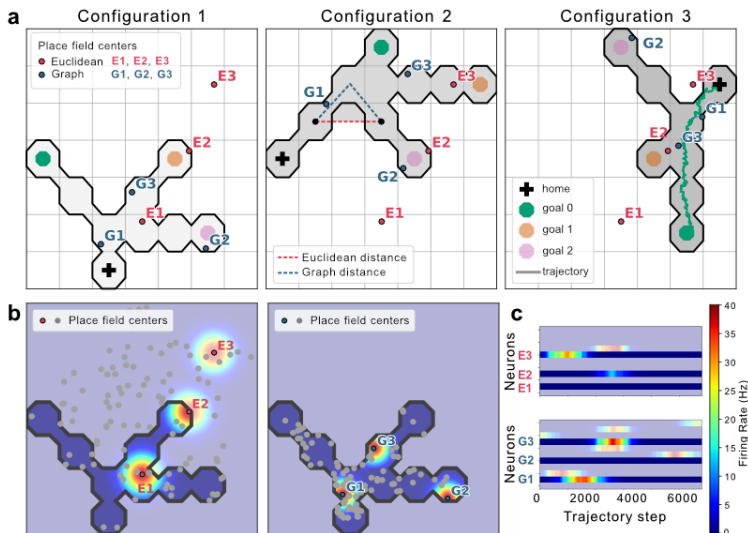 a
Configuration 1
Configuration 2
Configuration 3
Place field centers
Euclidean E1, E2, E3
Graph G1, G2, G3
E3
E2
G3
E1
G1
G2
G3
E3
G1
E2
G2
E1
Euclidean distance
Graph distance
G2
E3
G1
G3
E2
E1
home
goal 0
goal 1
goal 2
trajectory
b
Place field centers
E3
E2
E1
Place field centers
G3
G1
G2
c
Neurons
E3
E2
E1
Neurons
G3
G2
G1
0 2000 4000 6000
Trajectory step
40
35
30
25
20
15
10
5
0
Firing Rate (Hz)